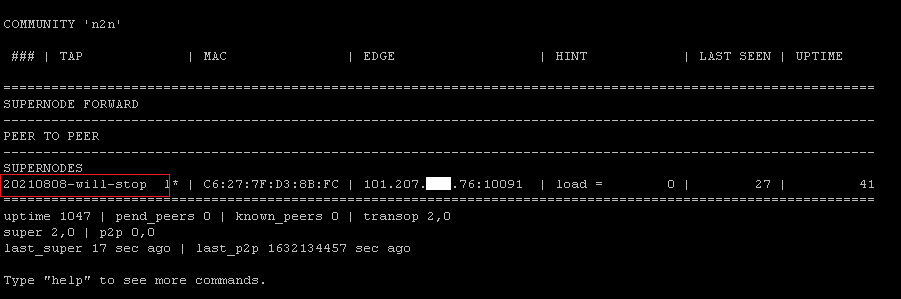 COMMUNITY 'n2n'
### | TAP | MAC | EDGE | HINT | LAST SEEN | UPTIME
================================================================================================================
SUPERNODE FORWARD
----------------------------------------------------------------------------------------------------------------
PEER TO PEER
----------------------------------------------------------------------------------------------------------------
SUPERNODES
20210808-will-stop l* | C6:27:7F:D3:8B:FC | 101.207. .76:10091 | load = 0 | 27 | 41
================================================================================================================
uptime 1047 | pend_peers 0 | known_peers 0 | transop 2,0
super 2,0 | p2p 0,0
last_super 17 sec ago | last_p2p 1632134457 sec ago
Type "help" to see more commands.